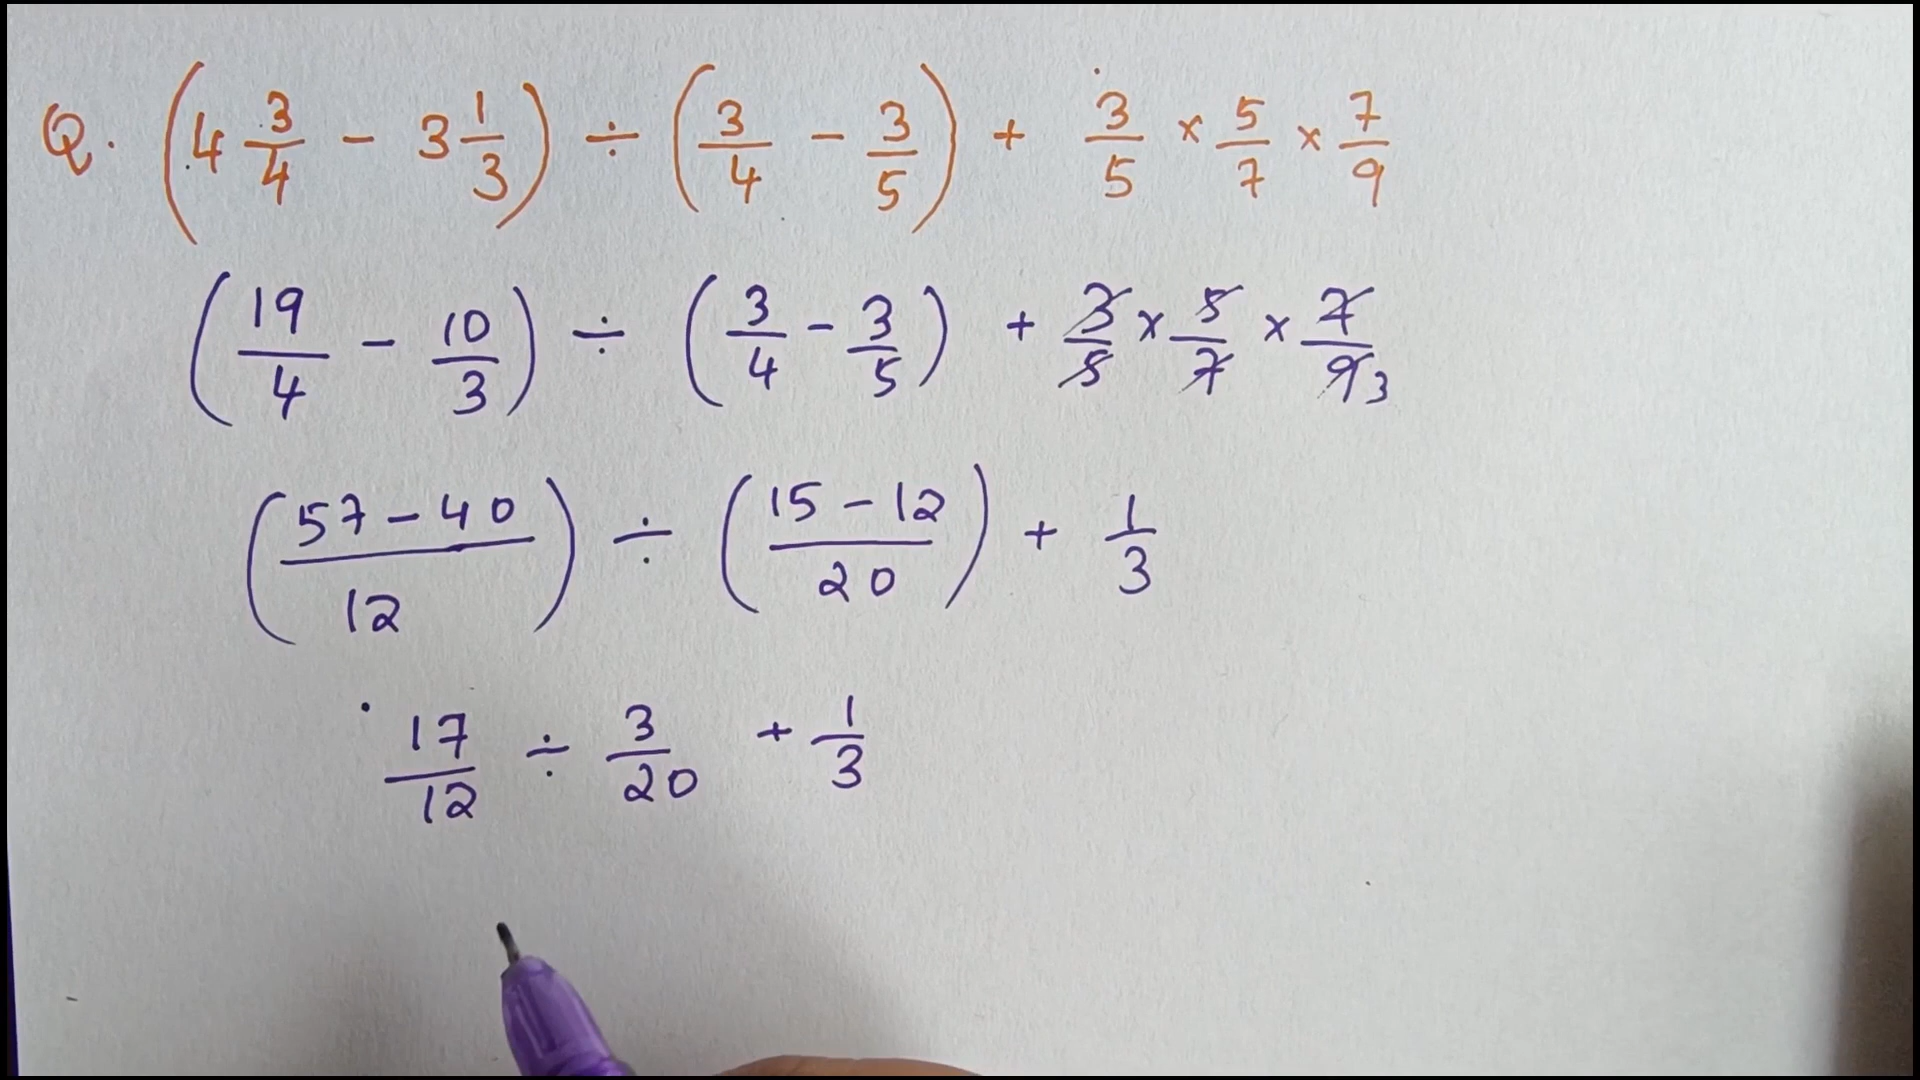 Q. (4 3/4 - 3 1/3) ÷ (3/4 - 3/5) + 3/5 × 5/7 × 7/9
(19/4 - 10/3) ÷ (3/4 - 3/5) + 3/5 × 5/7 × 7/9 3
(57 - 40/12) ÷ (15 - 12/20) + 1/3
17/12 ÷ 3/20 + 1/3